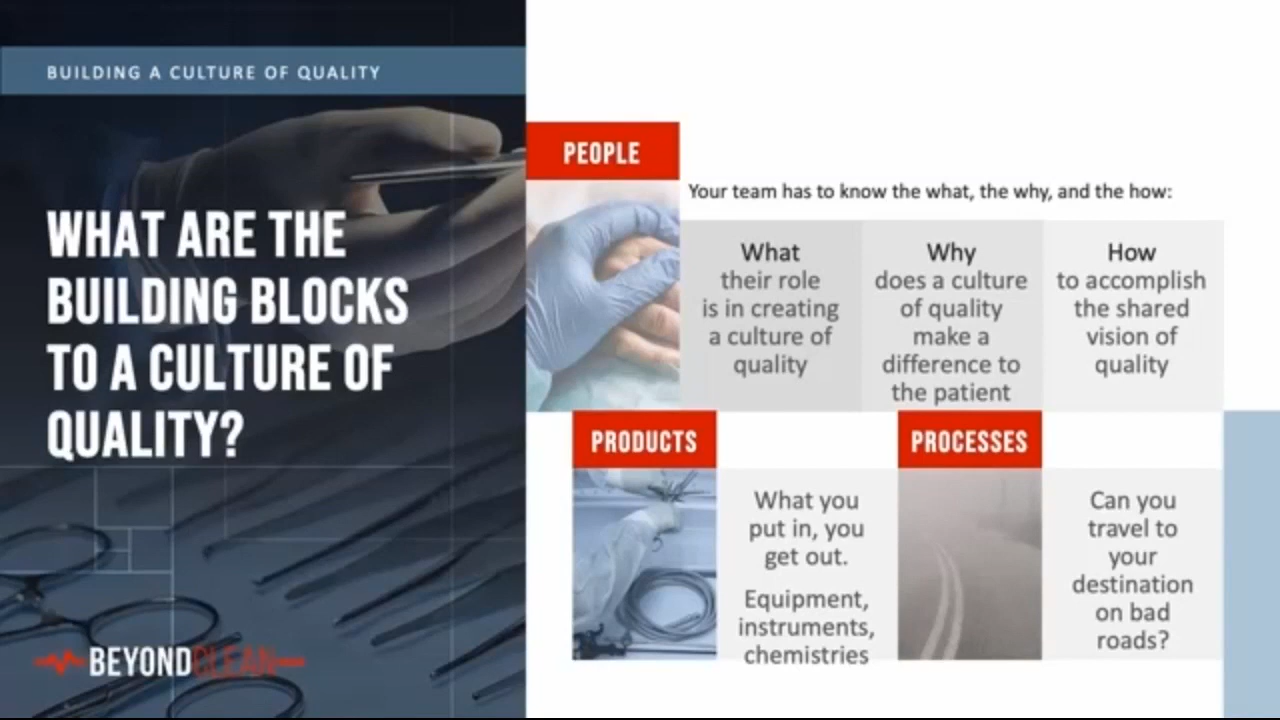 BUILDING A CULTURE OF QUALITY
WHAT ARE THE
BUILDING BLOCKS
TO A CULTURE OF
QUALITY?
BEYONDCLEAN
PEOPLE
Your team has to know the what, the why, and the how:
What
their role
is in creating
a culture of
quality
Why
does a culture
of quality
make a
difference to
the patient
How
to accomplish
the shared
vision of
quality
PRODUCTS
What you
put in, you
get out.
Equipment,
instruments,
chemistries
PROCESSES
Can you
travel to
your
destination
on bad
roads?